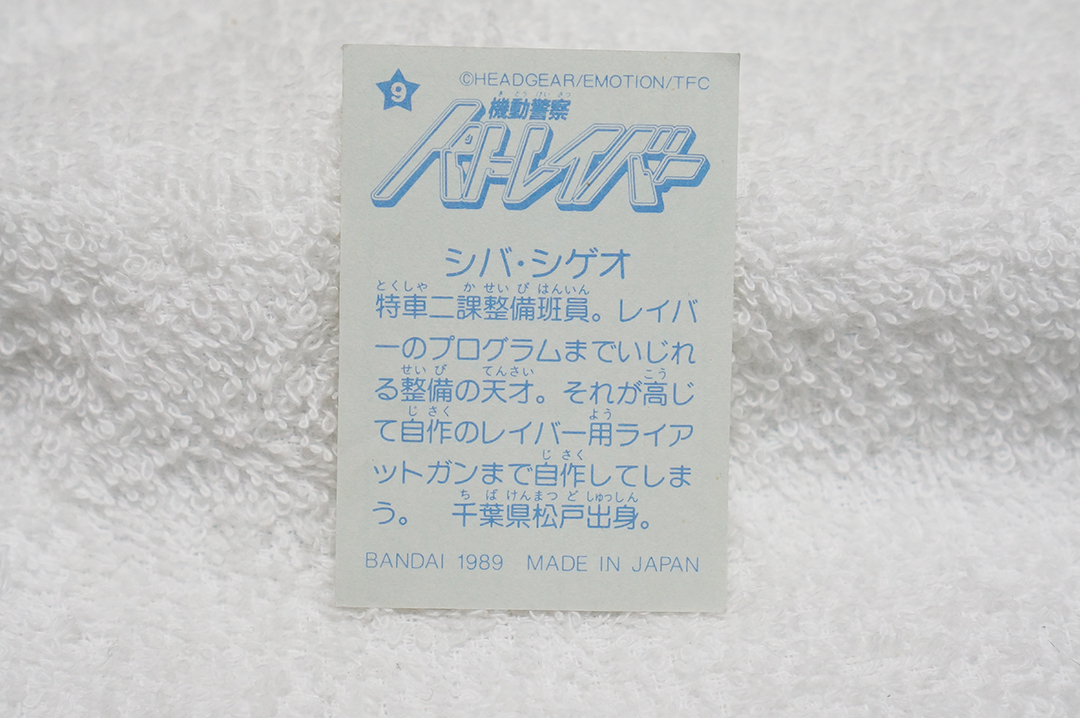 9
©HEADGEAR/EMOTION/TFC
きどうけいさつ
機動警察
パトレイバー
シバ・シゲオ
とくしゃ か せいび はんいん
特車二課整備班員。レイバ
ーのプログラムまでいじれ
せいび てんさい こう
る整備の天才。それが高じ
じさく よう
て自作のレイバー用ライア
じさく
ットガンまで自作してしま
ちばけんまつどしゅっしん
う。 千葉県松戸出身。
BANDAI 1989 MADE IN JAPAN